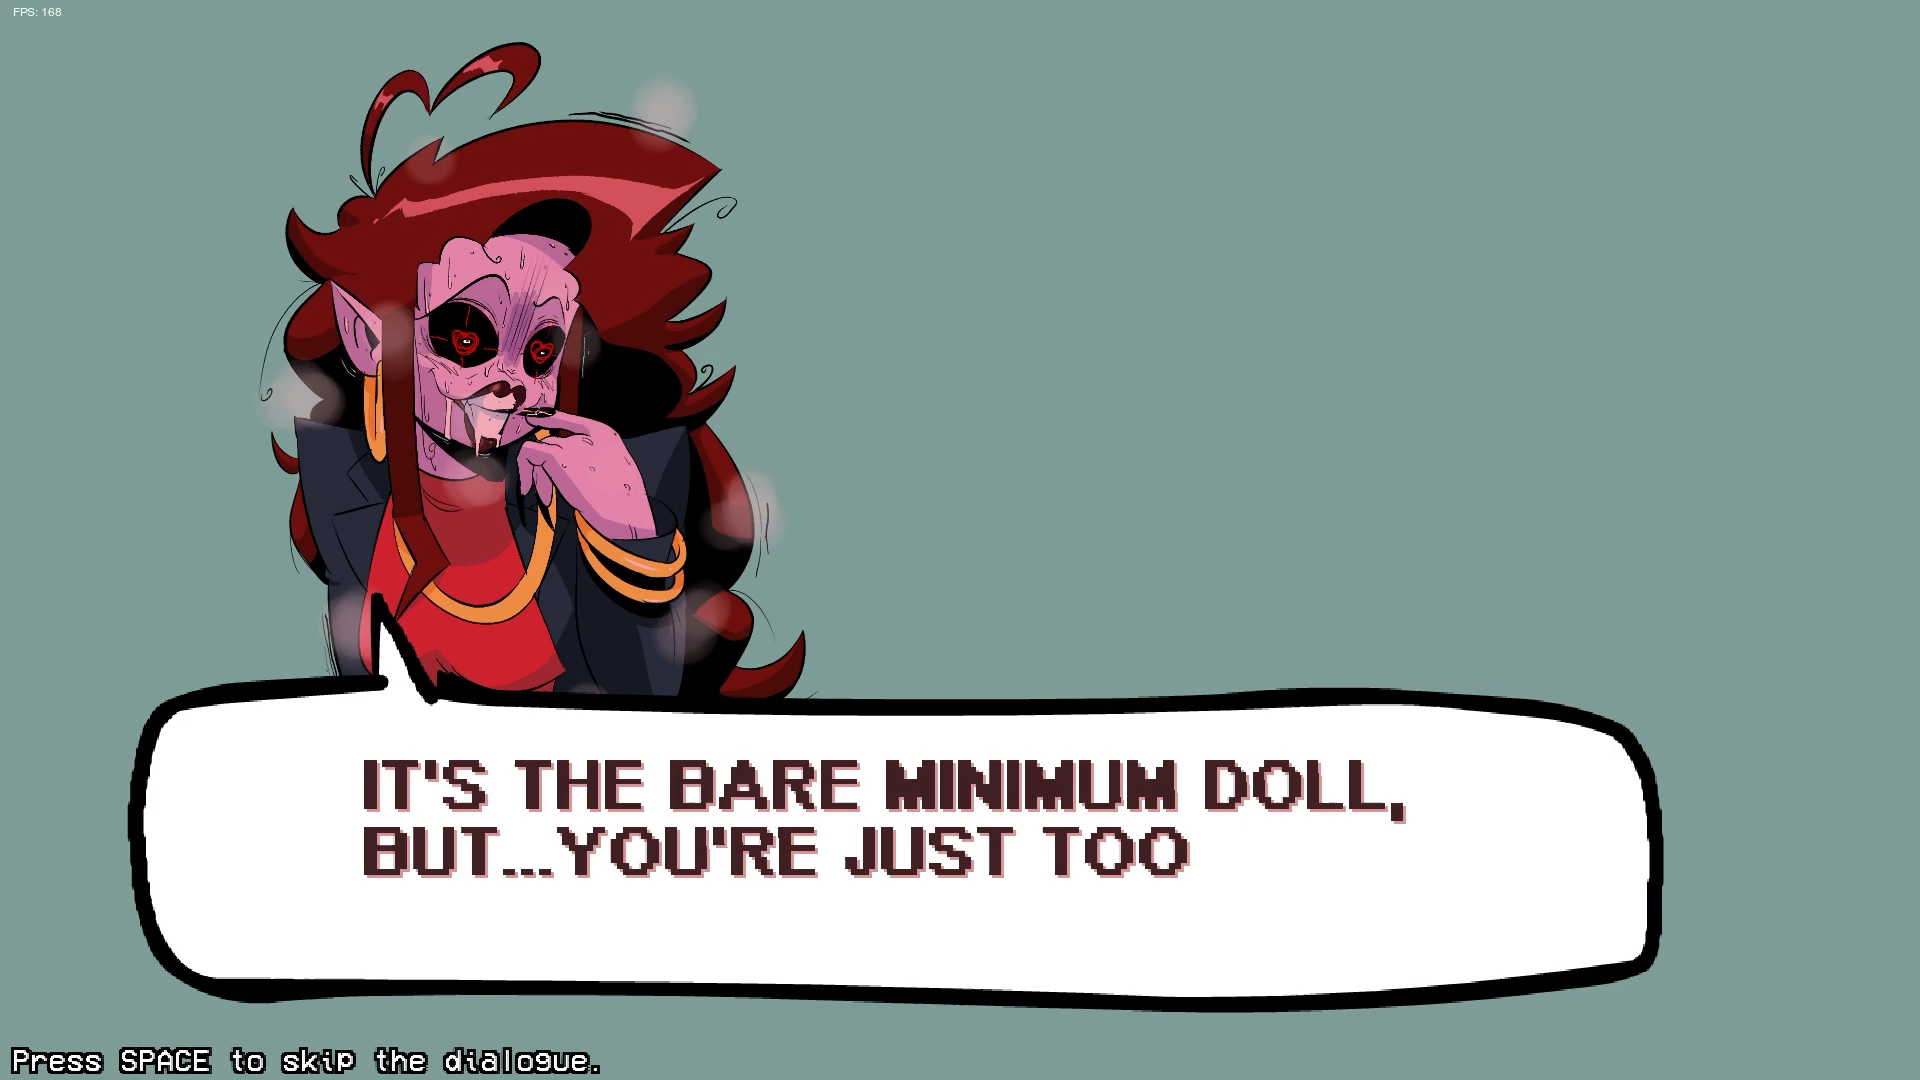 FPS: 168
IT'S THE BARE MINIMUM DOLL,
BUT...YOU'RE JUST TOO
Press SPACE to skip the dialogue.